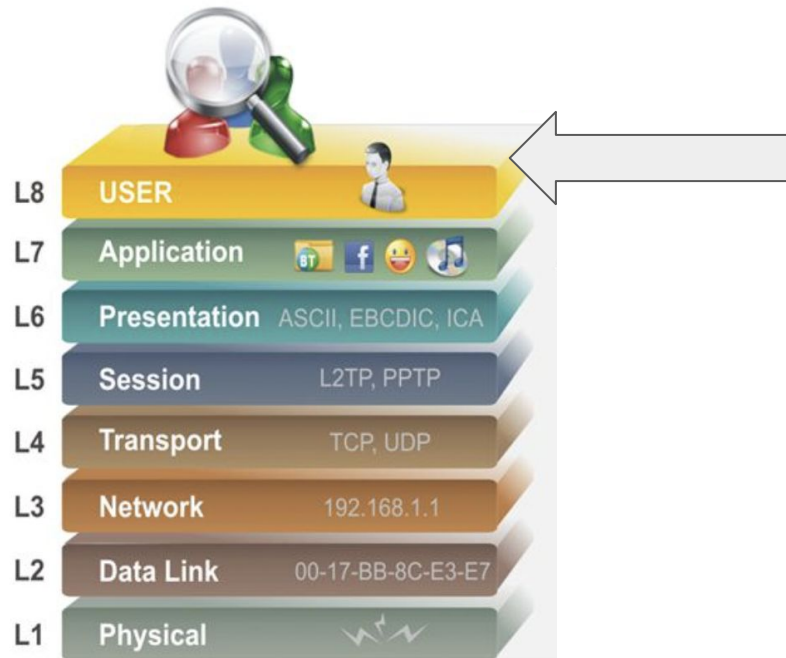 L8 USER
L7 Application BT f
L6 Presentation ASCII, EBCDIC, ICA
L5 Session L2TP, PPTP
L4 Transport TCP, UDP
L3 Network 192.168.1.1
L2 Data Link 00-17-BB-8C-E3-E7
L1 Physical